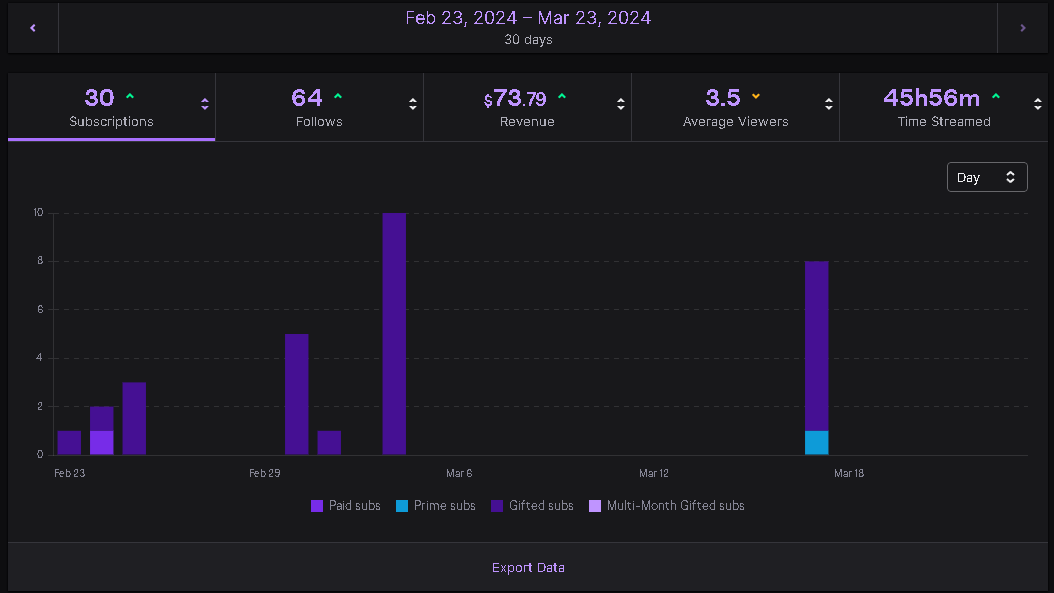 Feb 23, 2024 – Mar 23, 2024
30 days
30
Subscriptions
64
Follows
$73.79
Revenue
3.5
Average Viewers
45h56m
Time Streamed
Day
10
8
6
4
2
0
Feb 23 Feb 29 Mar 6 Mar 12 Mar 18
Paid subs Prime subs Gifted subs Multi-Month Gifted subs
Export Data